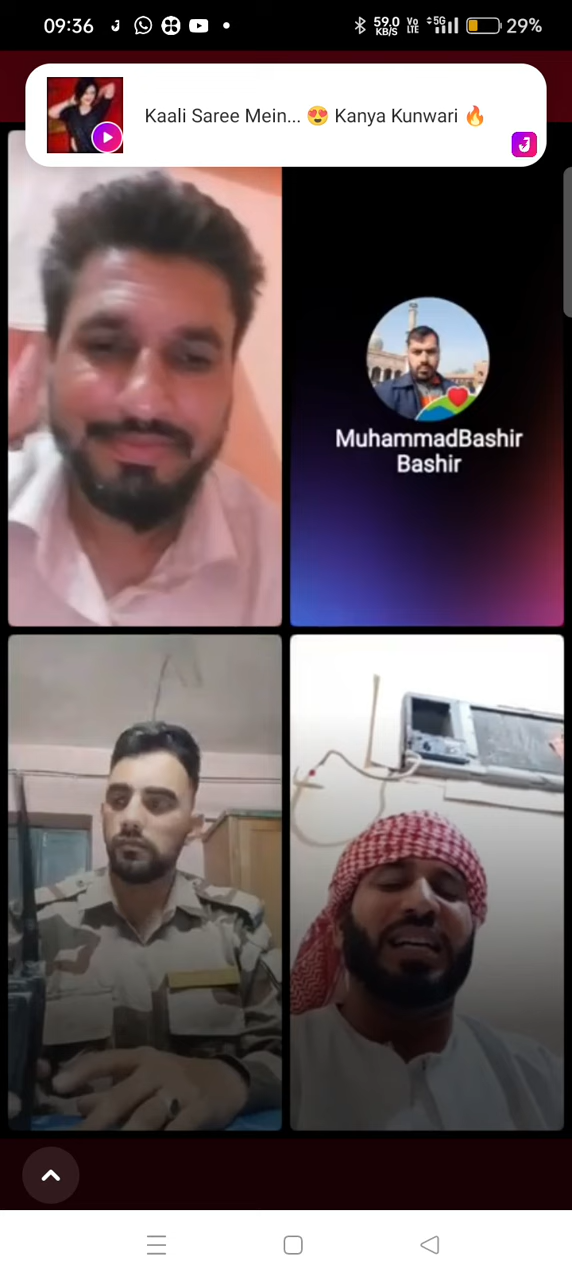 09:36
59.0 KB/S
Vo LTE
5G
29%
Kaali Saree Mein... 😍 Kanya Kunwari 🔥
MuhammadBashir
Bashir